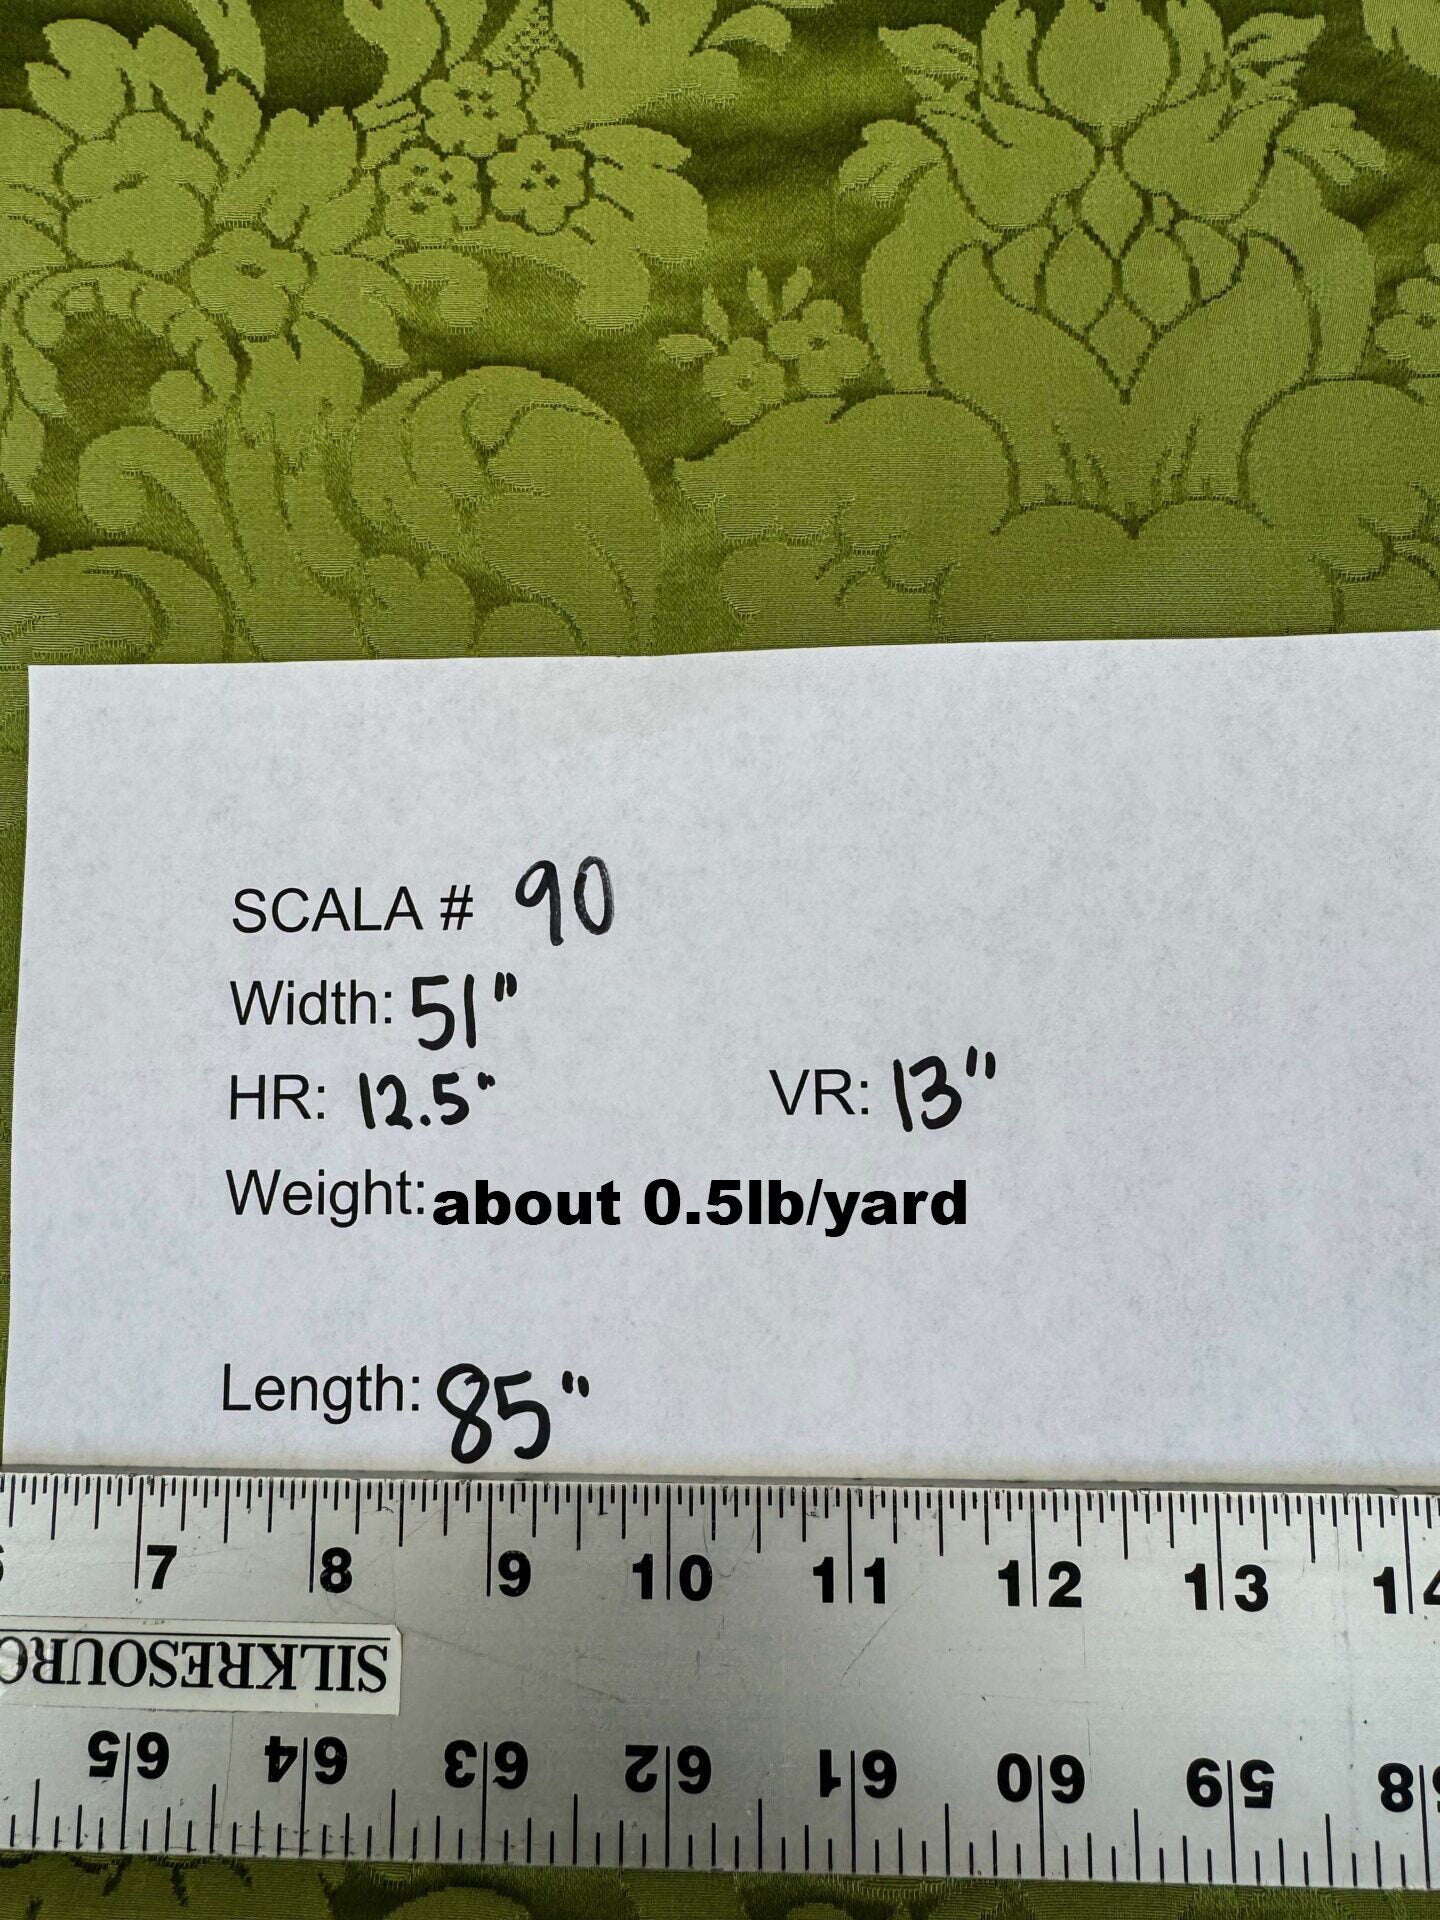 SCALA # 90
Width: 51"
HR: 12.5" VR: 13"
Weight: about 0.5lb/yard
Length: 85"
7 8 9 10 11 12 13 14
SILKRESOURC
65 64 63 62 61 60 59 58